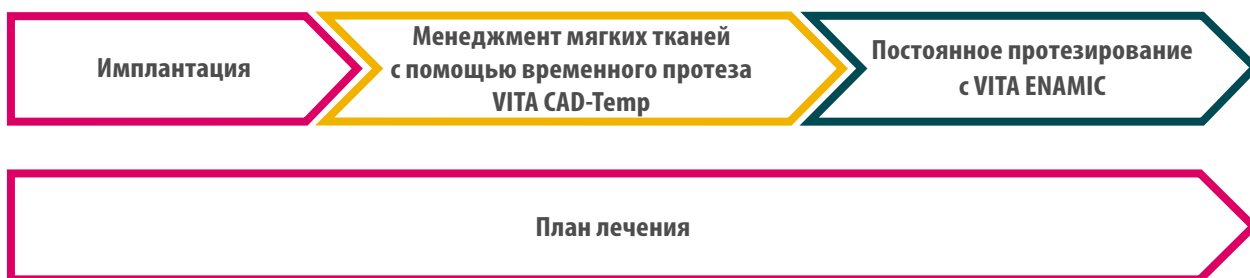 Имплантация
Менеджмент мягких тканей
с помощью временного протеза
VITA CAD-Temp
Постоянное протезирование
с VITA ENAMIC
План лечения